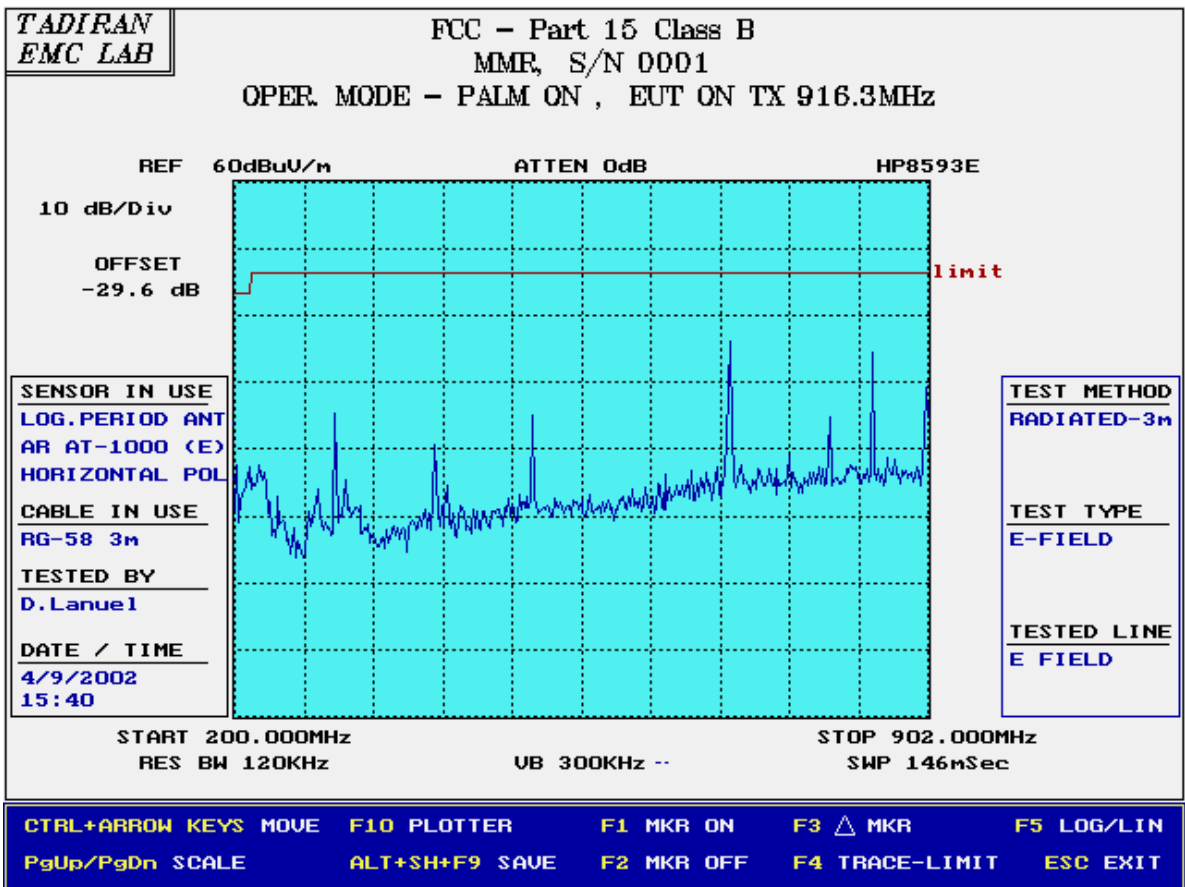 TADIRAN
EMC LAB
FCC - Part 15 Class B
MMR, S/N 0001
OPER. MODE - PALM ON , EUT ON TX 916.3MHz
REF 60dBuV/m ATTEN 0dB HP8593E
10 dB/Div
OFFSET
-29.6 dB
limit
SENSOR IN USE
LOG.PERIOD ANT
AR AT-1000 (E)
HORIZONTAL POL
CABLE IN USE
RG-58 3m
TESTED BY
D.Lanuel
DATE / TIME
4/9/2002
15:40
TEST METHOD
RADIATED-3m
TEST TYPE
E-FIELD
TESTED LINE
E FIELD
START 200.000MHz STOP 902.000MHz
RES BW 120KHz VB 300KHz -- SWP 146mSec
CTRL+ARROW KEYS MOVE F10 PLOTTER F1 MKR ON F3 △ MKR F5 LOG/LIN
PgUp/PgDn SCALE ALT+SH+F9 SAVE F2 MKR OFF F4 TRACE-LIMIT ESC EXIT